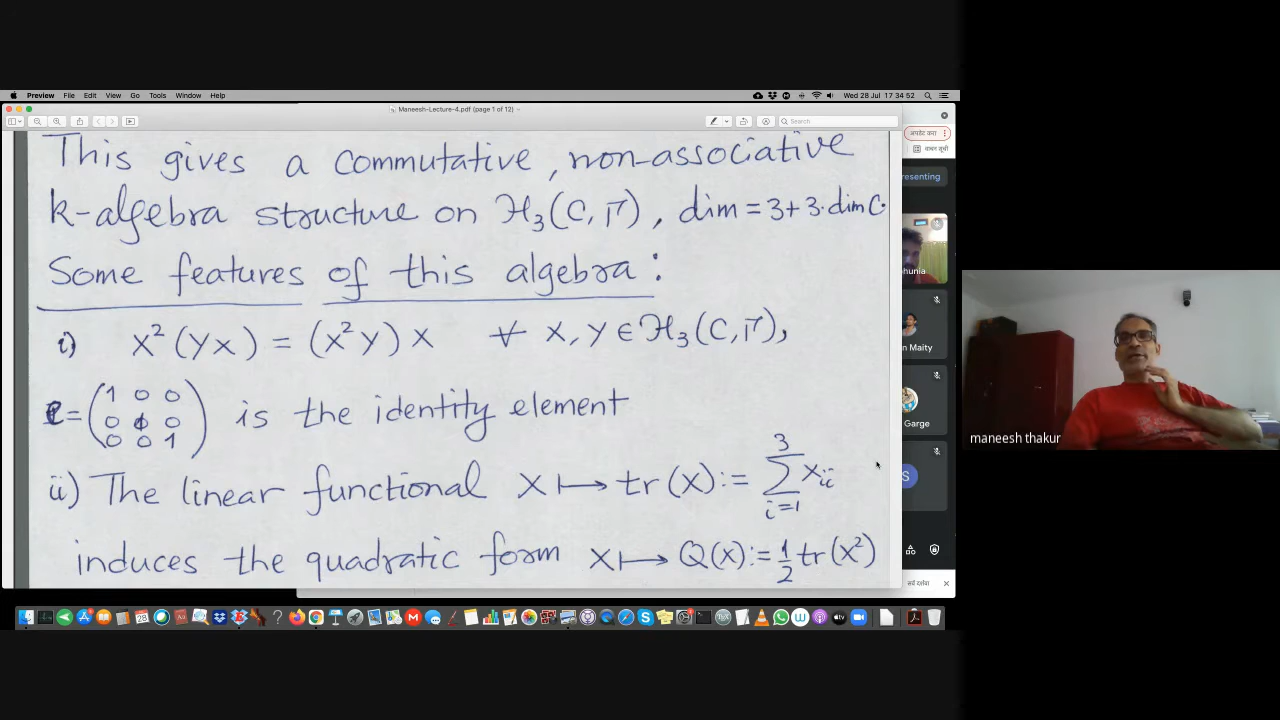 Preview File Edit View Go Tools Window Help
Wed 28 Jul 17 34 52
Maneesh-Lecture-4.pdf (page 1 of 12)
Search
This gives a commutative, non-associative
k-algebra structure on ℋ₃(C, Γ), dim = 3+3·dim C.
Some features of this algebra:
i) x²(yx) = (x²y)x ∀ x, y ∈ ℋ₃(C, Γ),
e = (1 0 0
0 1 0
0 0 1) is the identity element
ii) The linear functional x ↦ tr(x) := Σ³ᵢ₌₁ xᵢᵢ
induces the quadratic form x ↦ Q(x) := ½ tr(x²)
resenting
hunia
n Maity
Garge
S
maneesh thakur